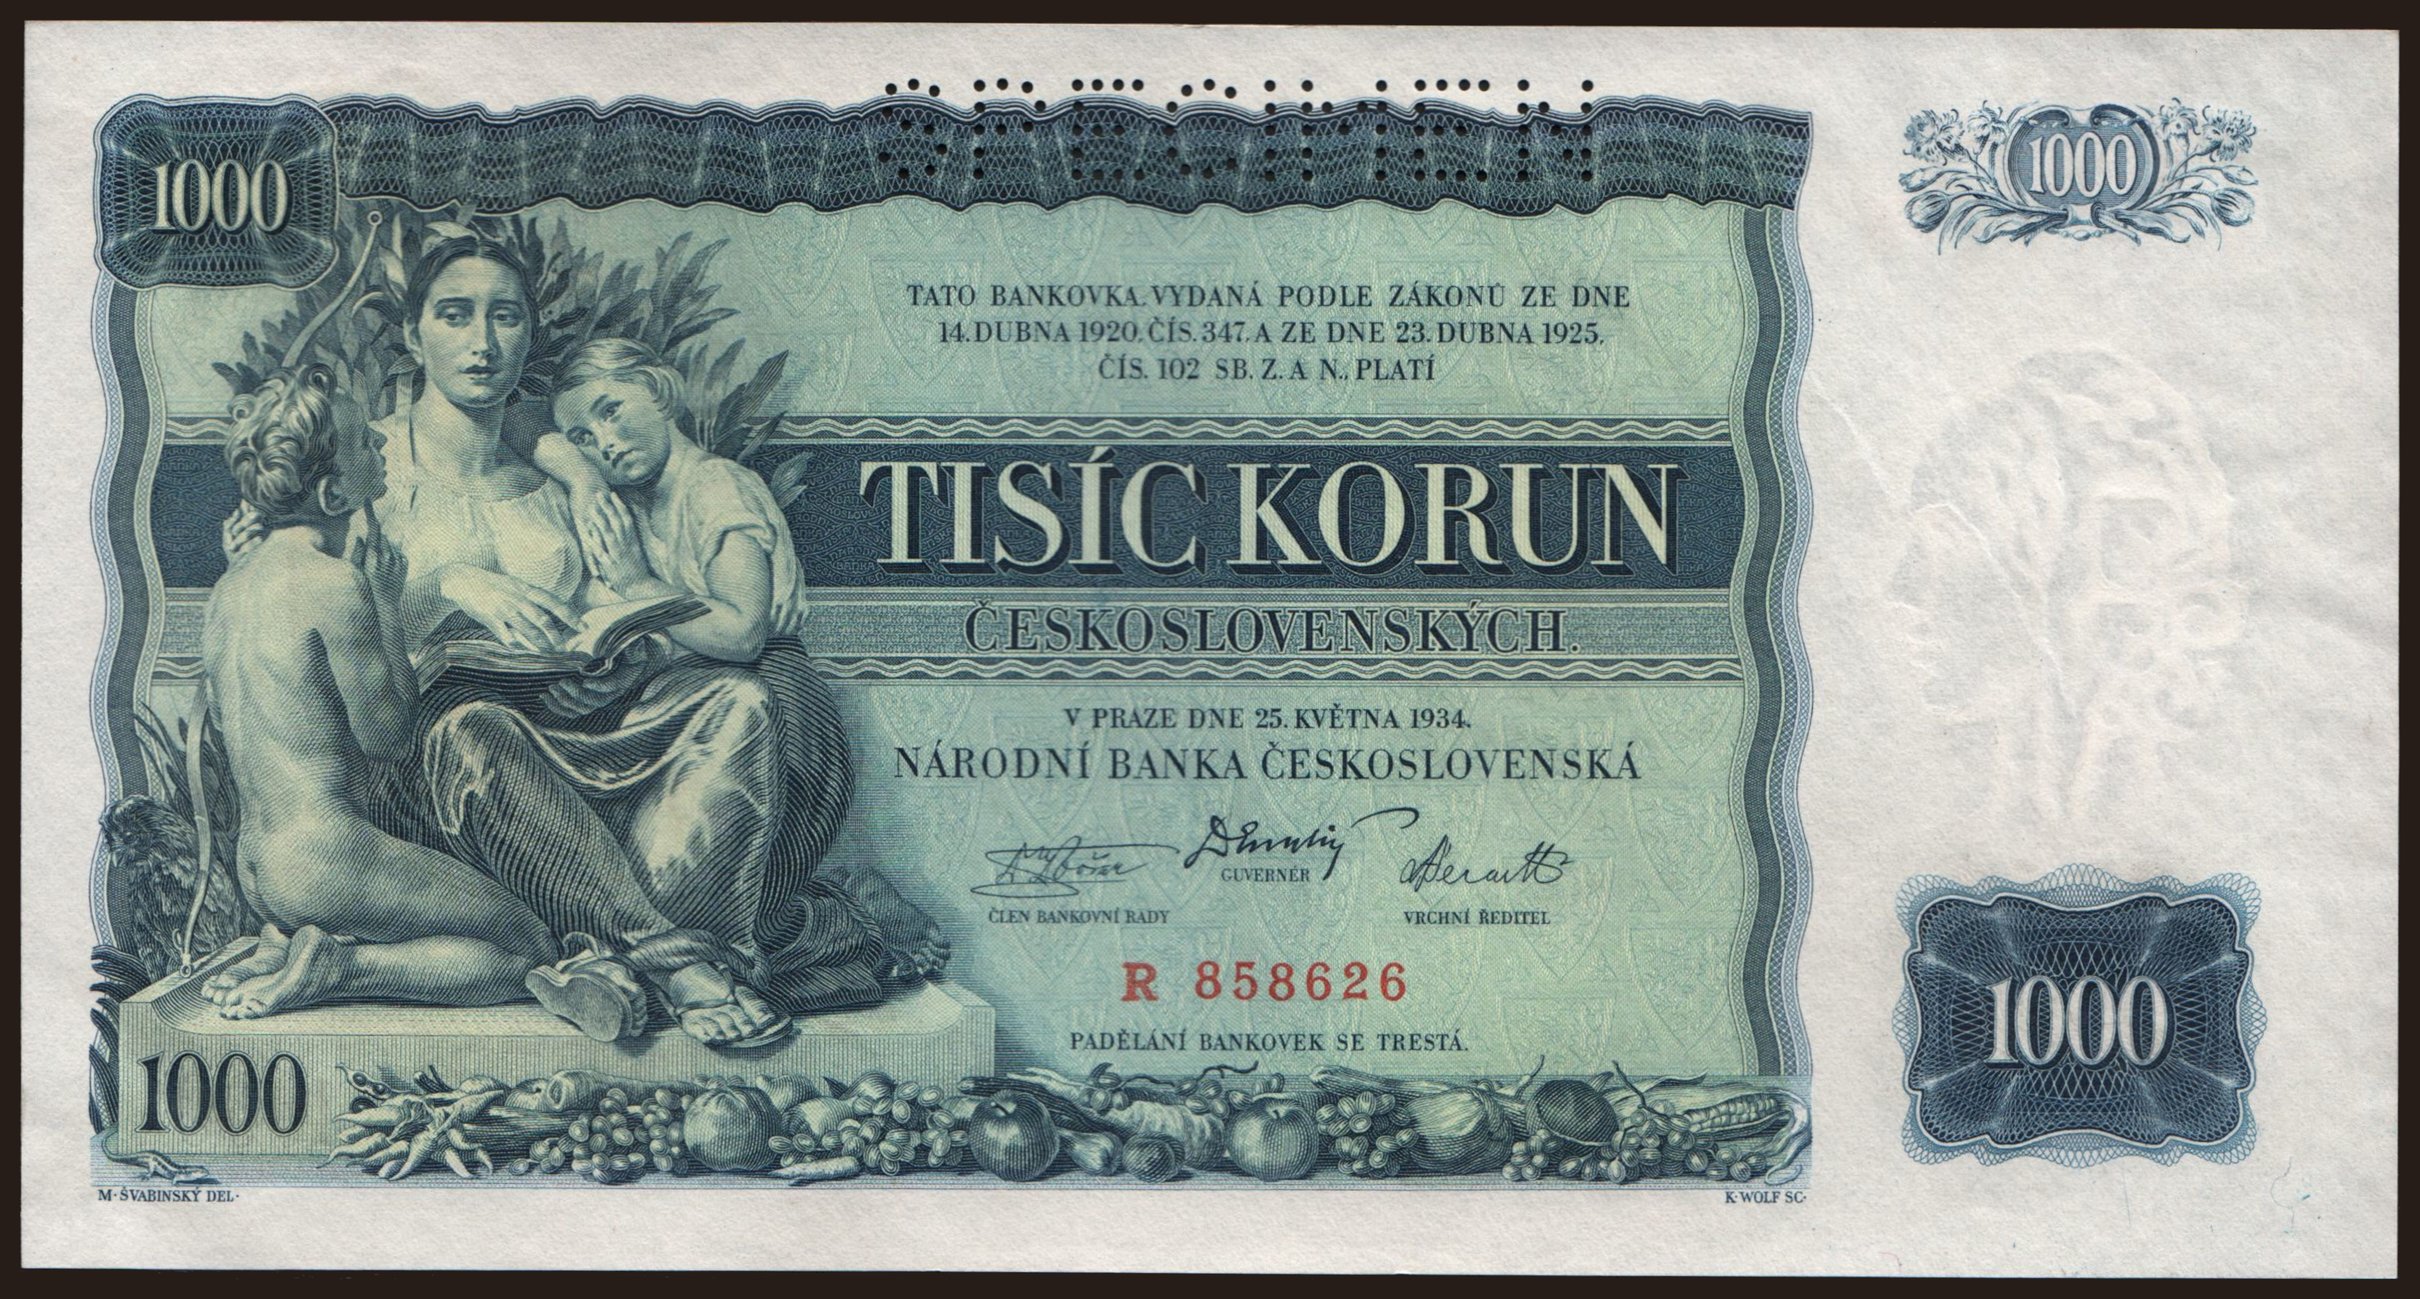 SPECIMEN
1000
1000
TATO BANKOVKA, VYDANÁ PODLE ZÁKONŮ ZE DNE
14. DUBNA 1920, ČÍS. 347, A ZE DNE 23. DUBNA 1925,
ČÍS. 102 SB. Z. A N., PLATÍ
TISÍC KORUN
ČESKOSLOVENSKÝCH.
V PRAZE DNE 25. KVĚTNA 1934.
NÁRODNÍ BANKA ČESKOSLOVENSKÁ
GUVERNÉR
ČLEN BANKOVNÍ RADY
VRCHNÍ ŘEDITEL
R 858626
PADĚLÁNÍ BANKOVEK SE TRESTÁ.
1000
1000
M. ŠVABINSKÝ DEL.
K. WOLF SC.